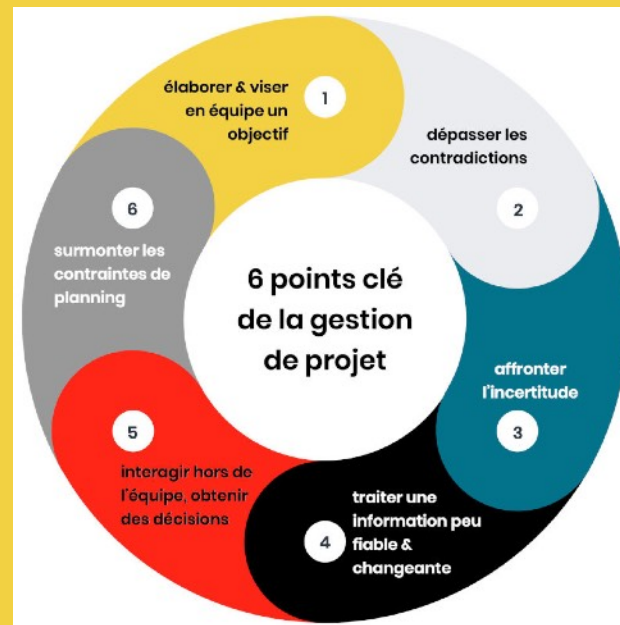 6 points clé
de la gestion
de projet
1
élaborer & viser
en équipe un
objectif
2
dépasser les
contradictions
3
affronter
l'incertitude
4
traiter une
information peu
fiable &
changeante
5
interagir hors de
l'équipe, obtenir
des décisions
6
surmonter les
contraintes de
planning